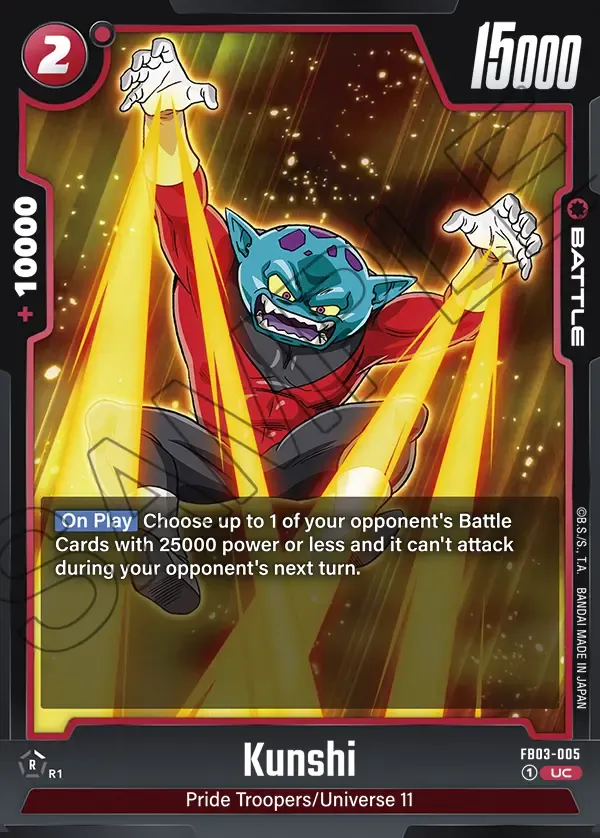 2
15000
+ 10000
BATTLE
SAMPLE
On Play Choose up to 1 of your opponent's Battle
Cards with 25000 power or less and it can't attack
during your opponent's next turn.
©B.S./S., T.A. BANDAI MADE IN JAPAN
R
R1
Kunshi
FB03-005
1 UC
Pride Troopers/Universe 11